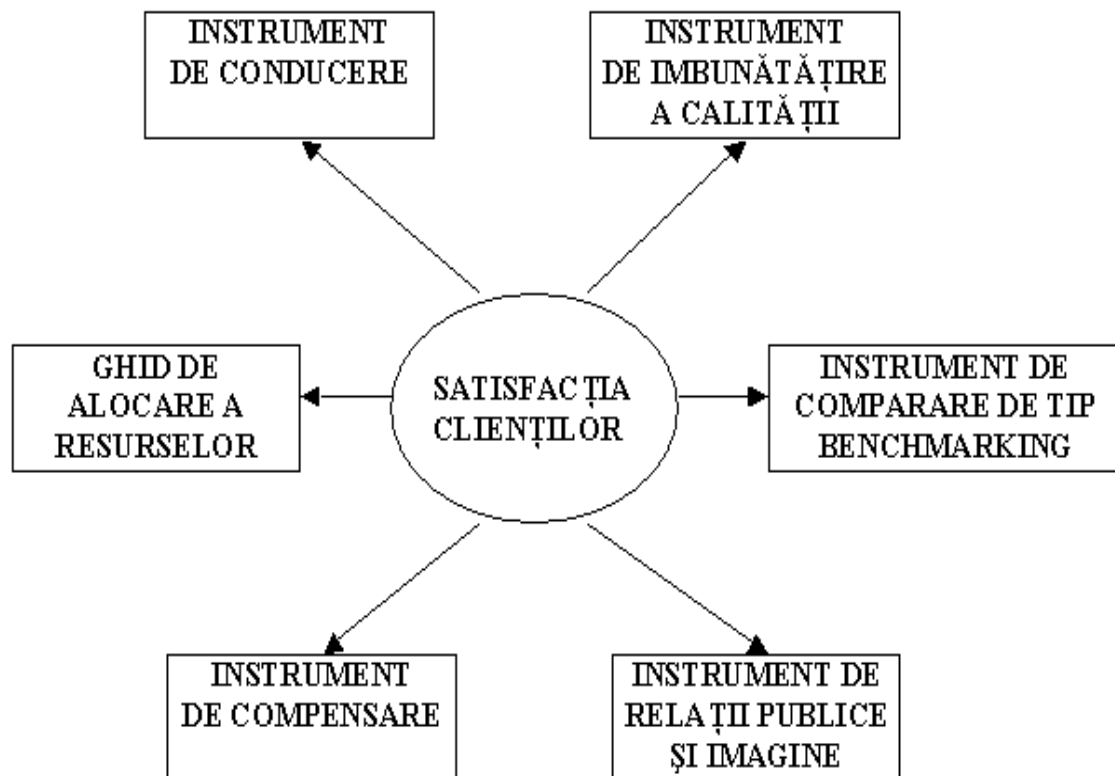 INSTRUMENT
DE CONDUCERE
INSTRUMENT
DE IMBUNĂTĂȚIRE
A CALITĂȚII
GHID DE
ALOCARE A
RESURSELOR
SATISFACȚIA
CLIENȚILOR
INSTRUMENT DE
COMPARARE DE TIP
BENCHMARKING
INSTRUMENT
DE COMPENSARE
INSTRUMENT DE
RELAȚII PUBLICE
ȘI IMAGINE